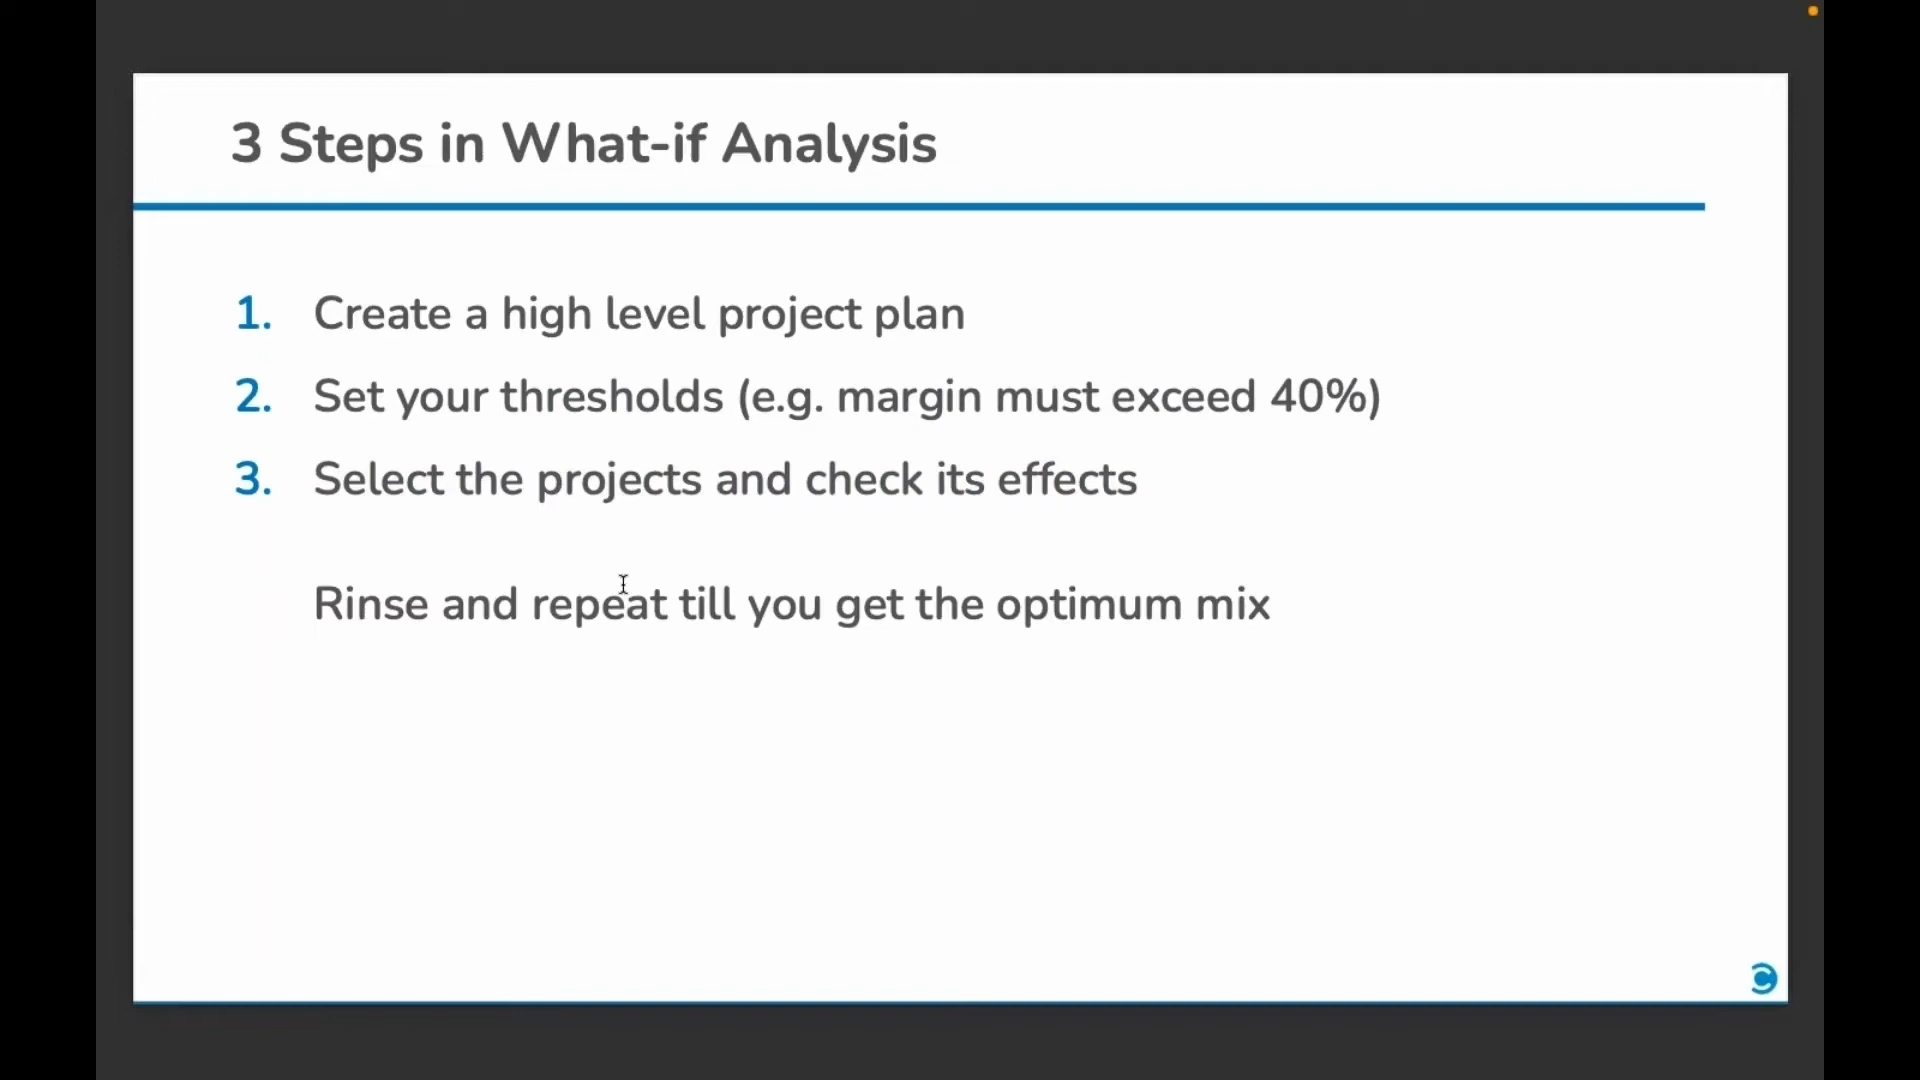 3 Steps in What-if Analysis
1. Create a high level project plan
2. Set your thresholds (e.g. margin must exceed 40%)
3. Select the projects and check its effects
Rinse and repeat till you get the optimum mix